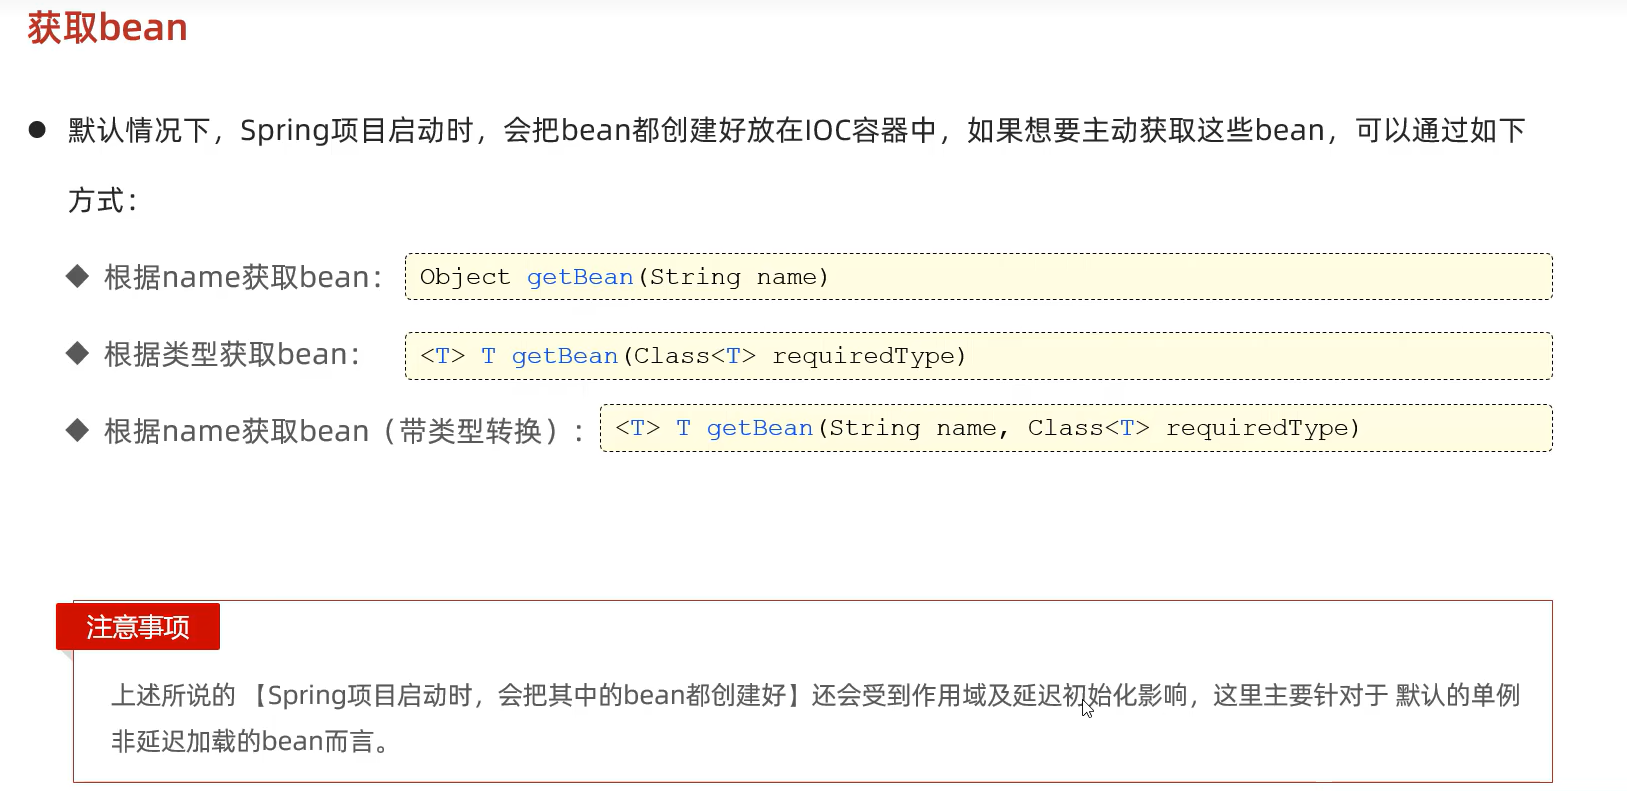 获取bean
● 默认情况下，Spring项目启动时，会把bean都创建好放在IOC容器中，如果想要主动获取这些bean，可以通过如下
方式：
◆ 根据name获取bean： Object getBean(String name)
◆ 根据类型获取bean： <T> T getBean(Class<T> requiredType)
◆ 根据name获取bean（带类型转换）： <T> T getBean(String name, Class<T> requiredType)
注意事项
上述所说的 【Spring项目启动时，会把其中的bean都创建好】还会受到作用域及延迟初始化影响，这里主要针对于 默认的单例
非延迟加载的bean而言。